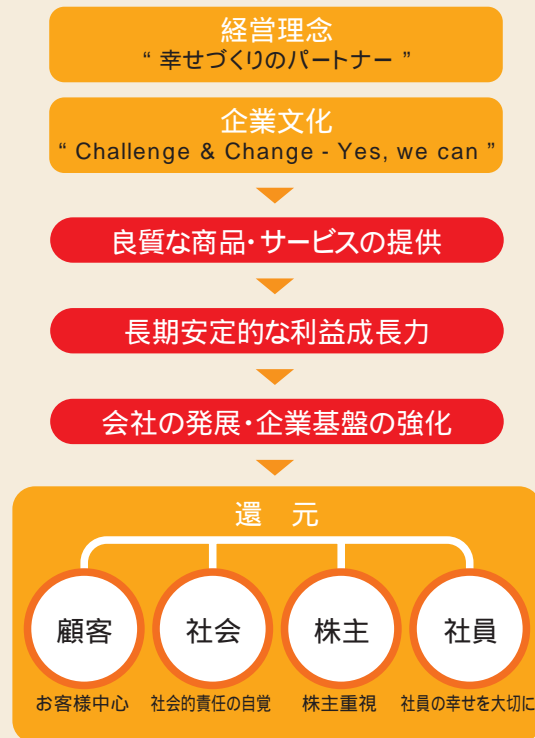 経営理念
“ 幸せづくりのパートナー ”
企業文化
“ Challenge & Change - Yes, we can ”
良質な商品・サービスの提供
長期安定的な利益成長力
会社の発展・企業基盤の強化
還 元
顧客 社会 株主 社員
お客様中心 社会的責任の自覚 株主重視 社員の幸せを大切に